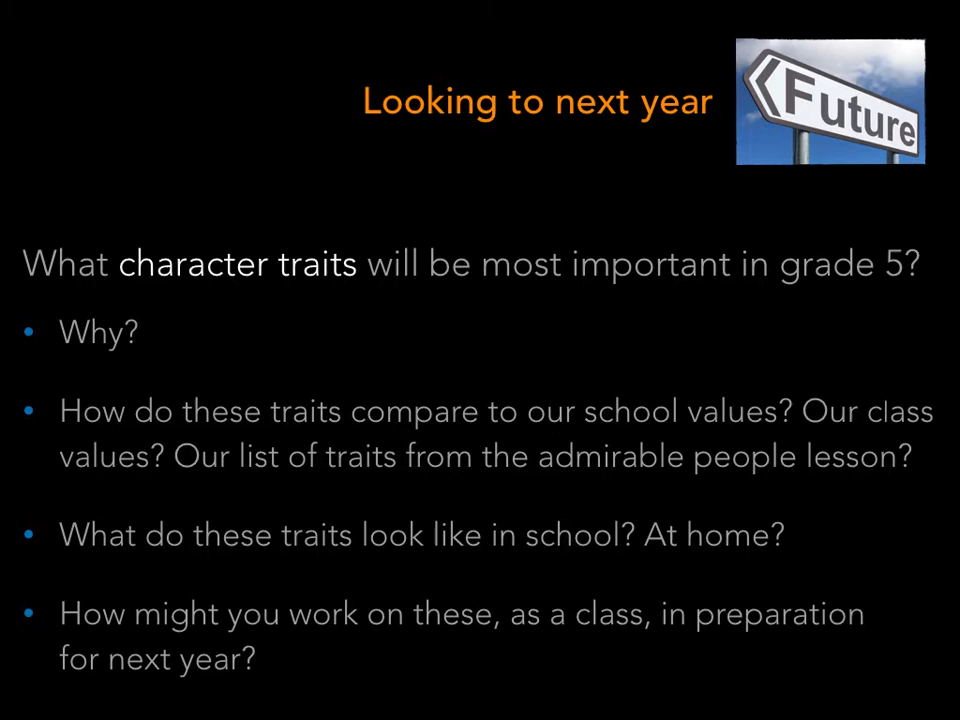 Looking to next year
Future
What character traits will be most important in grade 5?
• Why?
• How do these traits compare to our school values? Our class
values? Our list of traits from the admirable people lesson?
• What do these traits look like in school? At home?
• How might you work on these, as a class, in preparation
for next year?